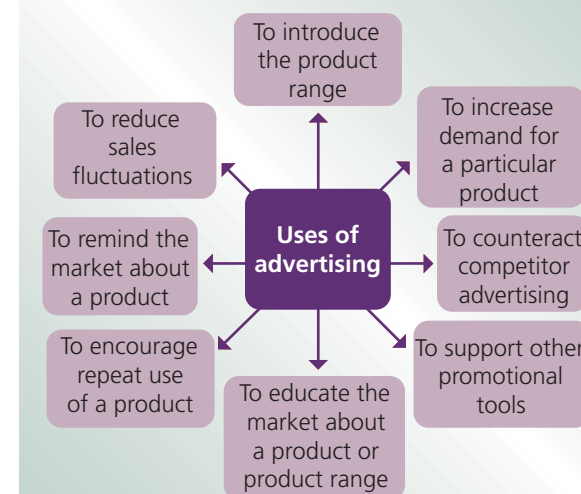 To introduce
the product
range
To increase
demand for
a particular
product
To counteract
competitor
advertising
To support other
promotional
tools
To educate the
market about
a product or
product range
To encourage
repeat use
of a product
To remind the
market about
a product
To reduce
sales
fluctuations
Uses of
advertising